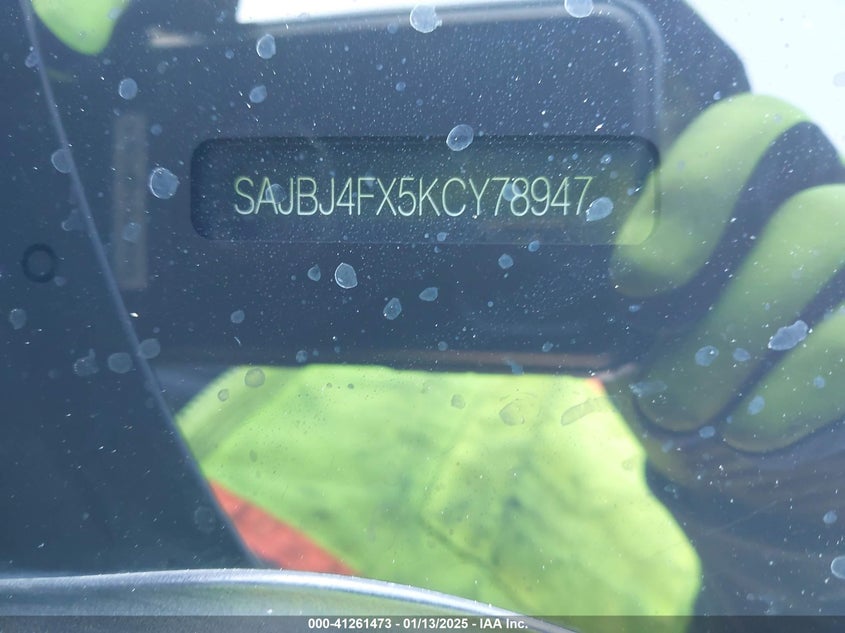 SAJBJ4FX5KCY78947
000-41261473 - 01/13/2025 - IAA Inc.